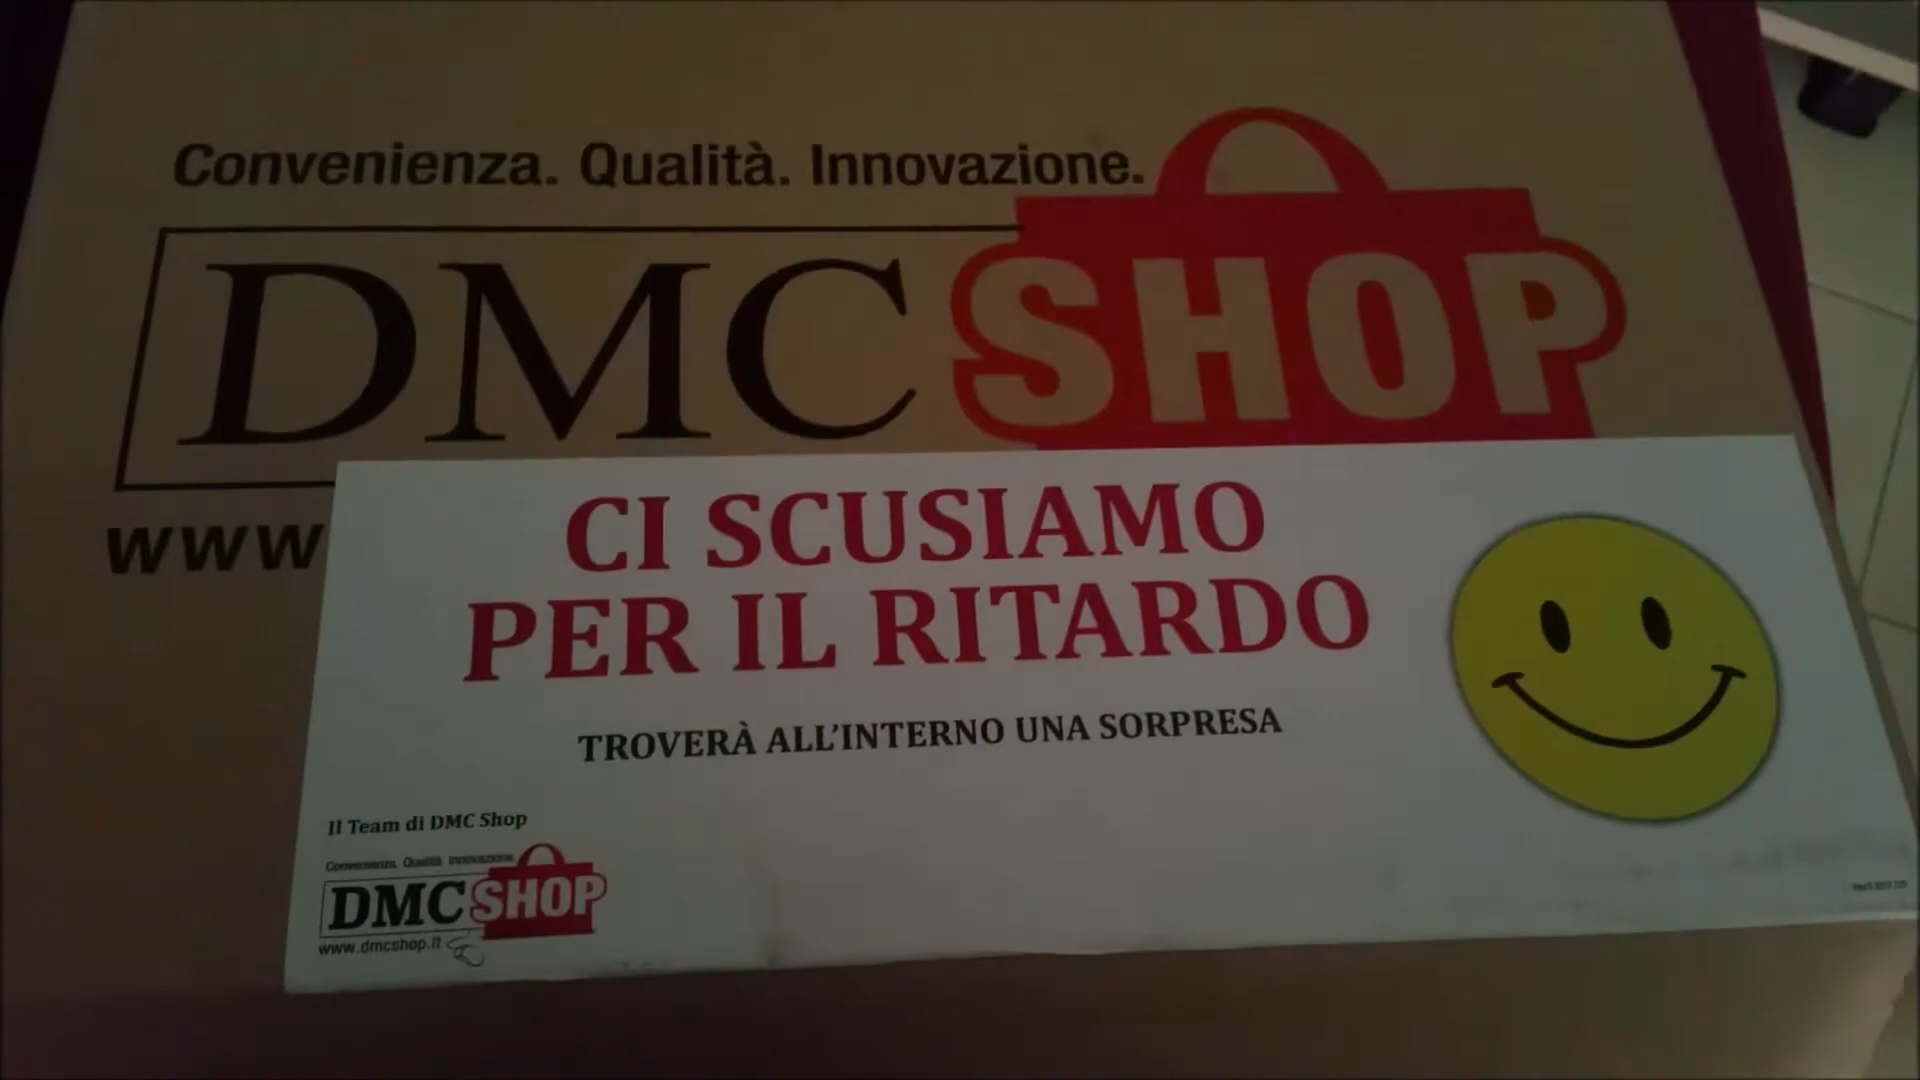 Convenienza. Qualità. Innovazione.
DMC SHOP
www
CI SCUSIAMO
PER IL RITARDO
TROVERÀ ALL'INTERNO UNA SORPRESA
Il Team di DMC Shop
Convenienza. Qualità. Innovazione.
DMC SHOP
www.dmcshop.it